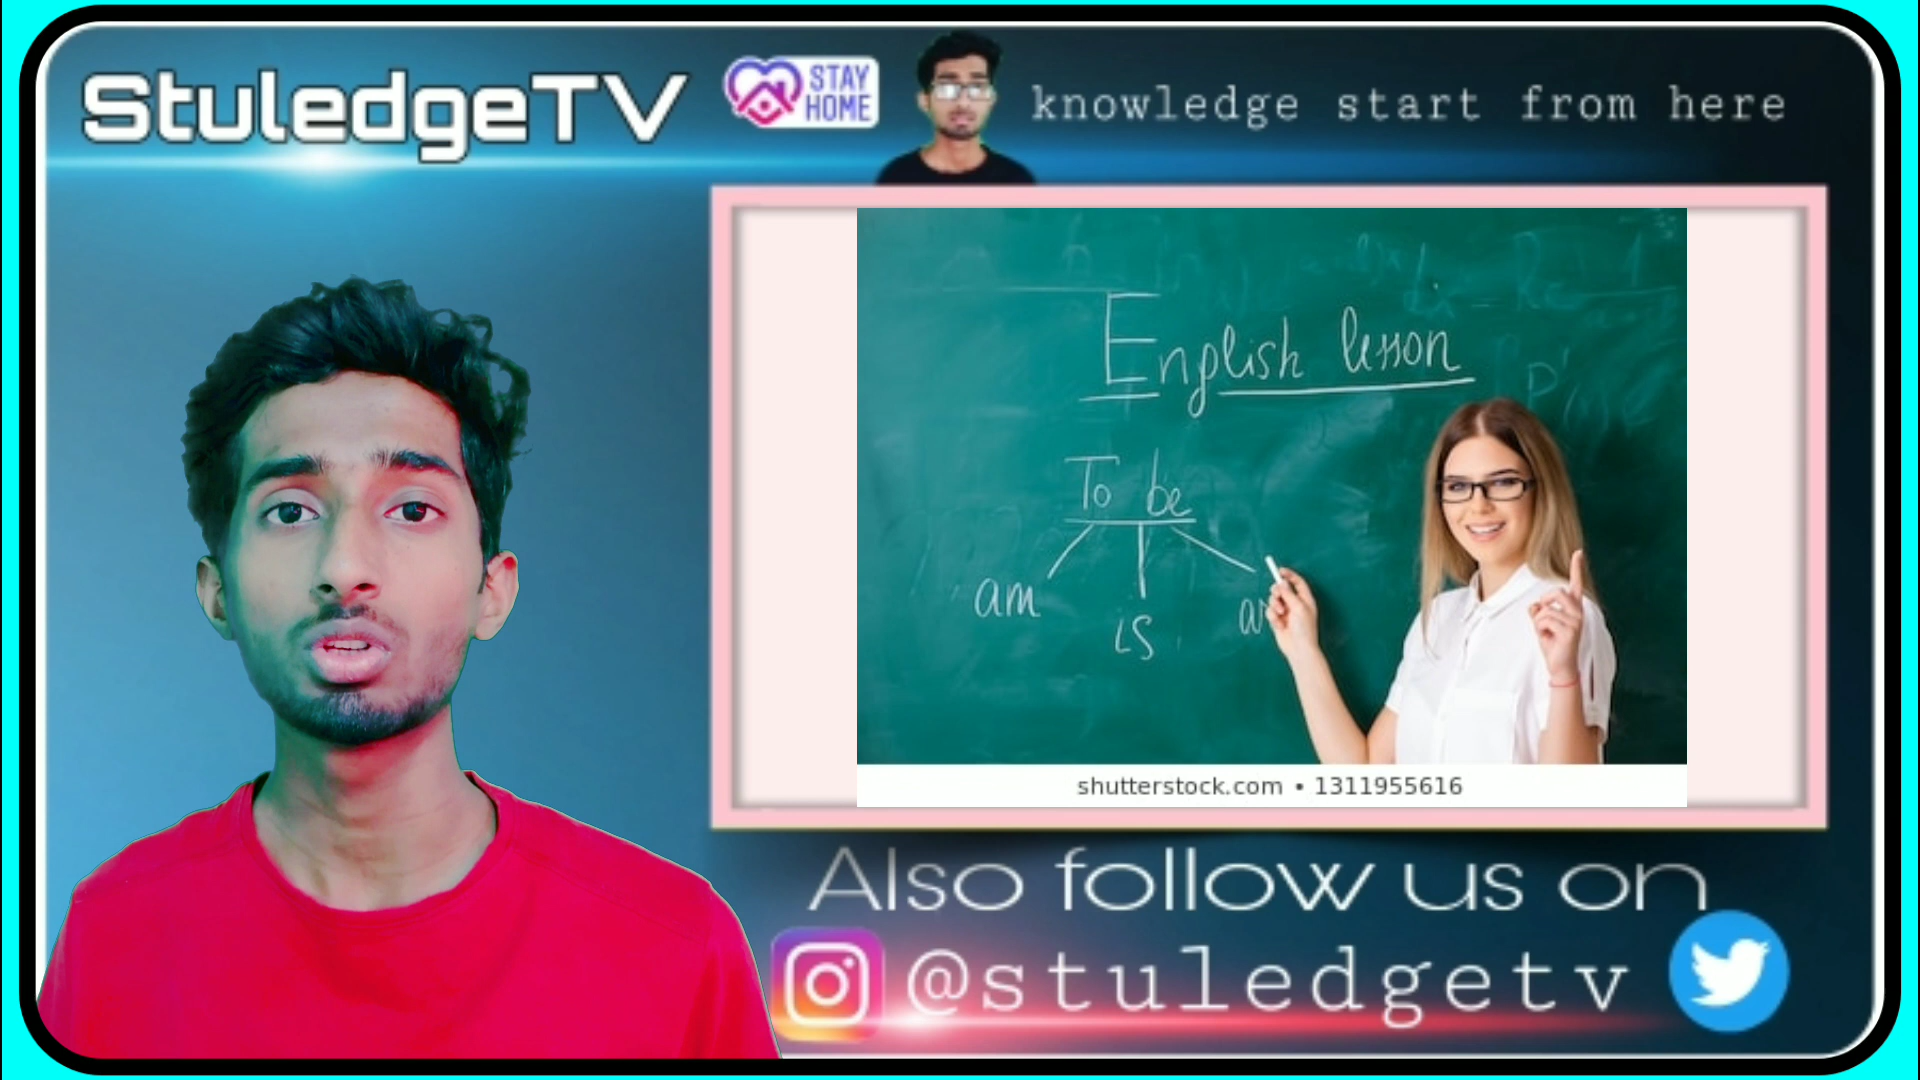 StuledgeTV
STAY
HOME
knowledge start from here
English lesson
To be
am
is
shutterstock.com • 1311955616
Also follow us on
@stuledgetv